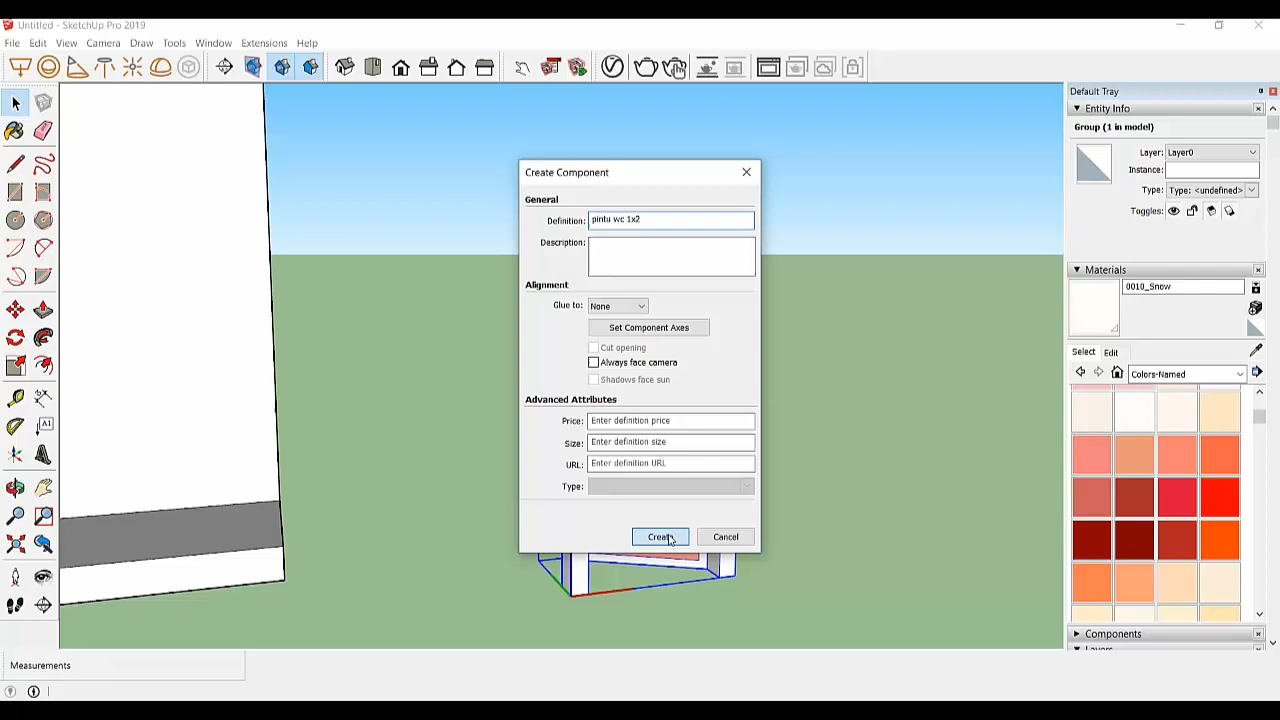 Untitled - SketchUp Pro 2019
File Edit View Camera Draw Tools Window Extensions Help
Default Tray
Entity Info
Group (1 in model)
Layer: Layer0
Instance:
Type: Type: <undefined>
Toggles:
Create Component
General
Definition: pintu wc 1x2
Description:
Alignment
Glue to: None
Set Component Axes
Cut opening
Always face camera
Shadows face sun
Advanced Attributes
Price: Enter definition price
Size: Enter definition size
URL: Enter definition URL
Type:
Create Cancel
Materials
0010_Snow
Select Edit
Colors-Named
Components
Layers
A1
Measurements